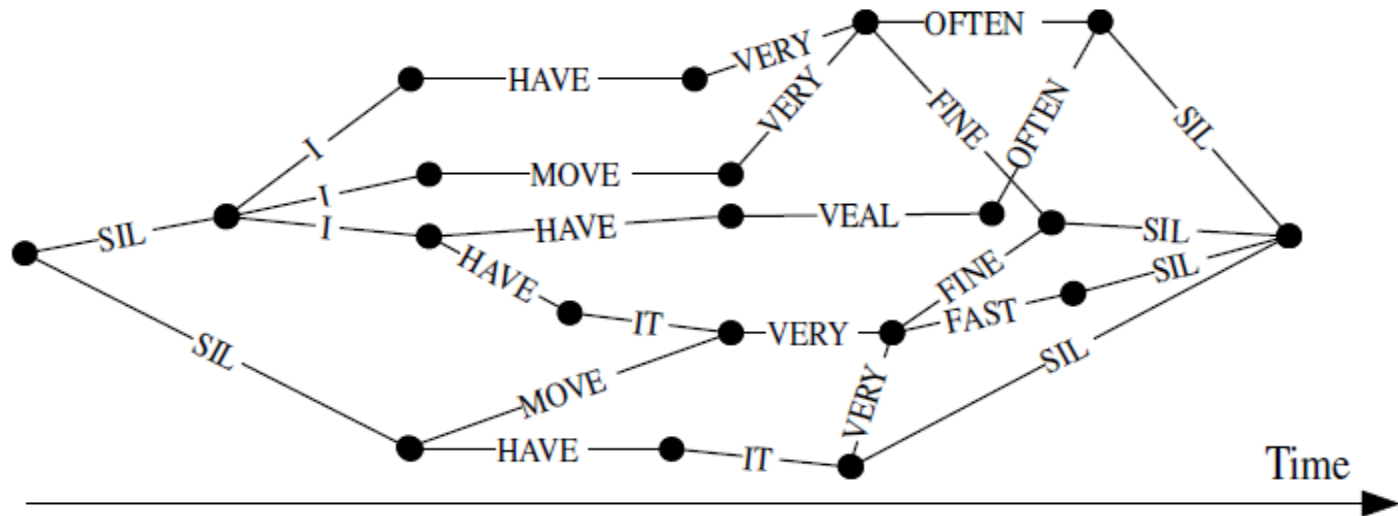 OFTEN
HAVE
VERY
VERY
FINE
OFTEN
SIL
I
MOVE
I
I
HAVE
VEAL
SIL
SIL
HAVE
FINE
SIL
IT
VERY
FAST
SIL
MOVE
VERY
SIL
HAVE
IT
Time